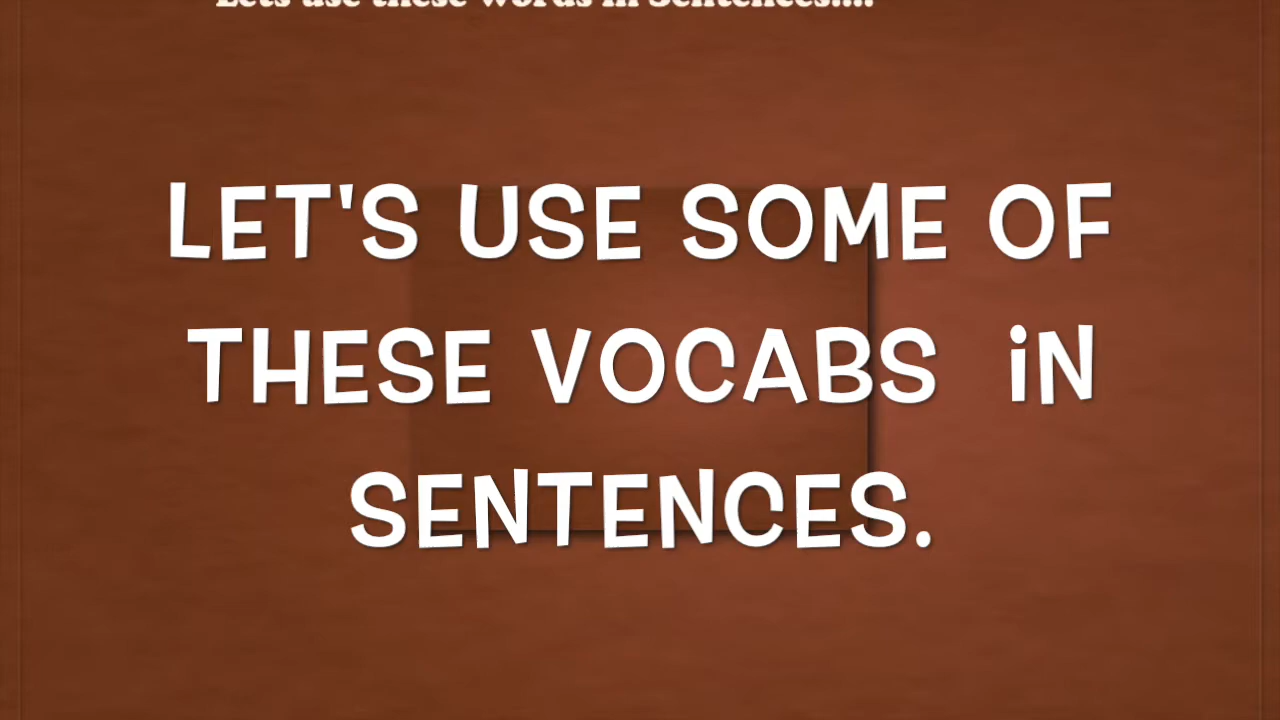 Lets use these words in Sentences....
LET'S USE SOME OF
THESE VOCABS iN
SENTENCES.